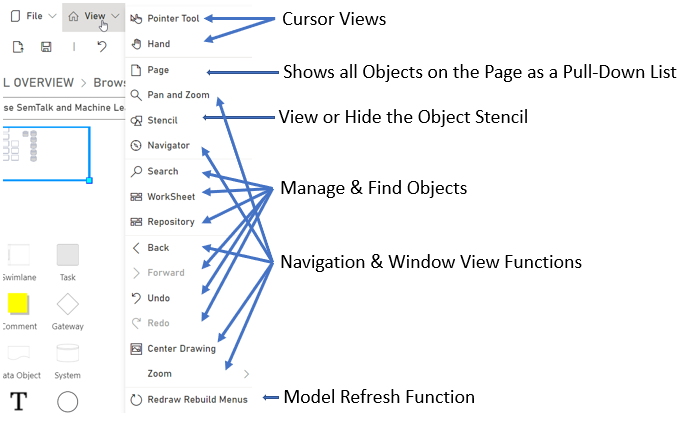 File View
Pointer Tool
Cursor Views
Hand
Page
Shows all Objects on the Page as a Pull-Down List
L OVERVIEW > Brows
Pan and Zoom
se SemTalk and Machine Lea
Stencil
View or Hide the Object Stencil
Navigator
Search
Manage & Find Objects
WorkSheet
Repository
Back
Navigation & Window View Functions
Forward
Swimlane Task
Undo
Comment Gateway
Redo
Center Drawing
ata Object System
Zoom
T
Redraw Rebuild Menus
Model Refresh Function